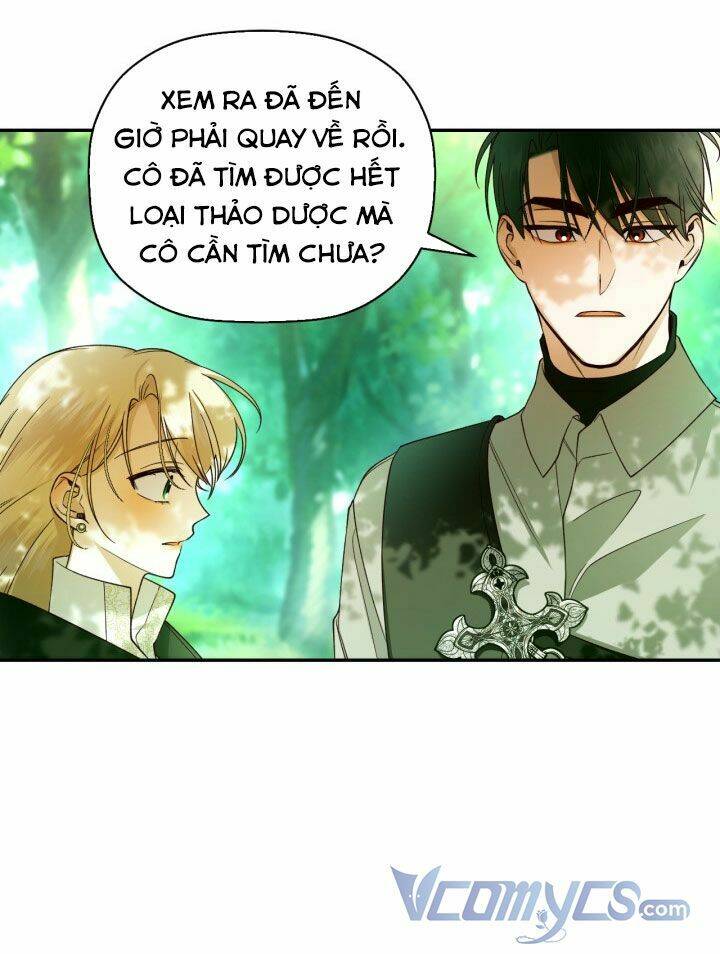 XEM RA ĐÃ ĐẾN
GIỜ PHẢI QUAY VỀ RỒI.
CÔ ĐÃ TÌM ĐƯỢC HẾT
LOẠI THẢO DƯỢC MÀ
CÔ CẦN TÌM CHƯA?
VCOMYCS.com